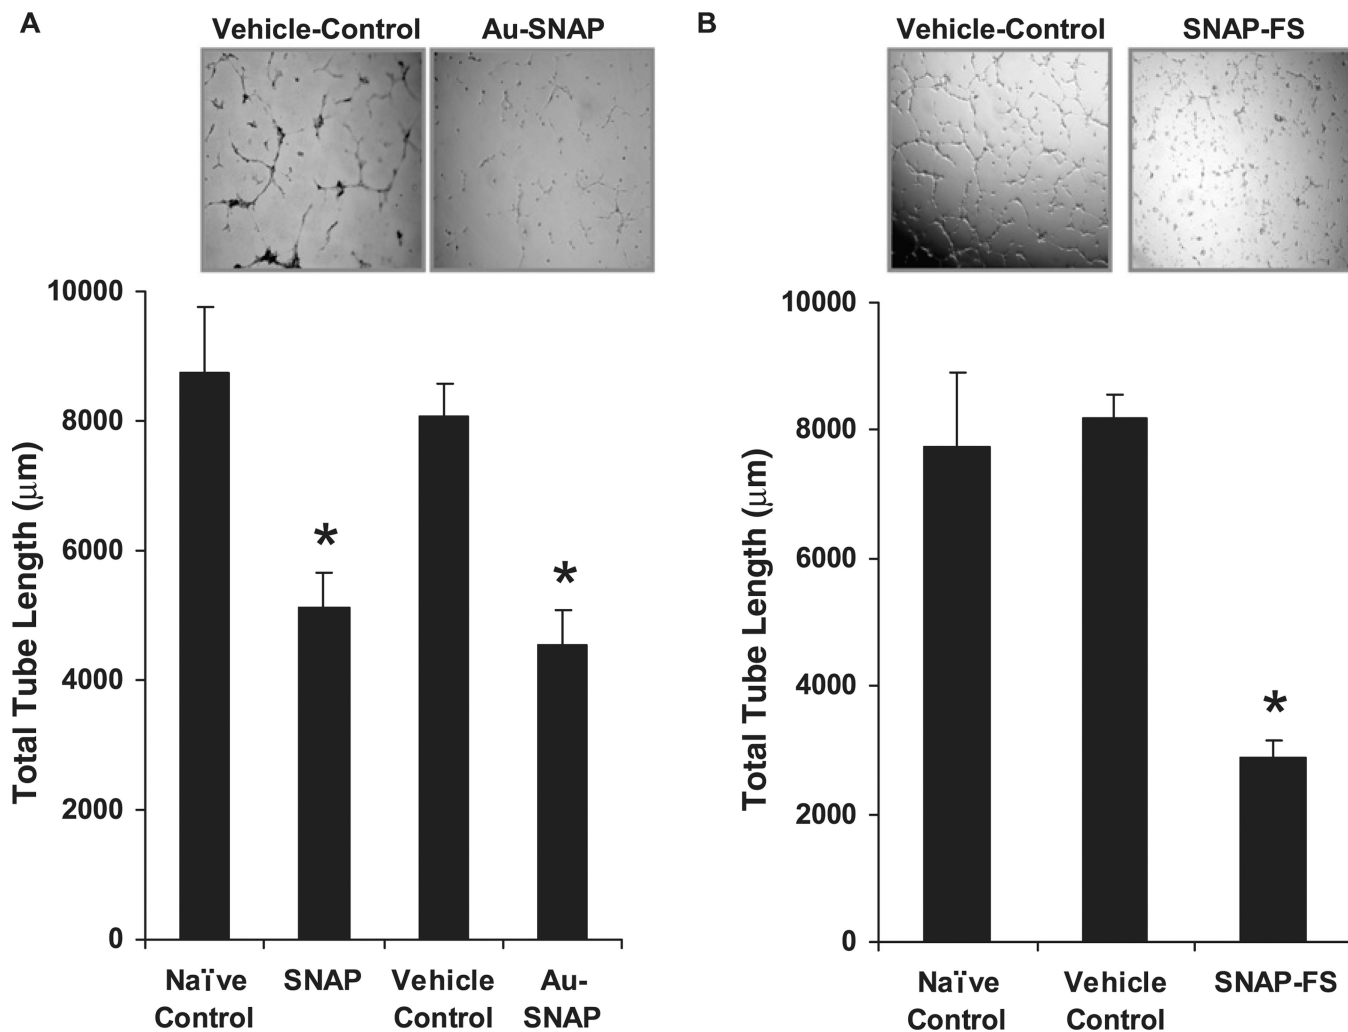 A
Vehicle-Control Au-SNAP
10000
8000
6000
4000
2000
0
Total Tube Length (μm)
*
*
Naïve Control
SNAP
Vehicle Control
Au-SNAP
B
Vehicle-Control SNAP-FS
10000
8000
6000
4000
2000
0
Total Tube Length (μm)
*
Naïve Control
Vehicle Control
SNAP-FS